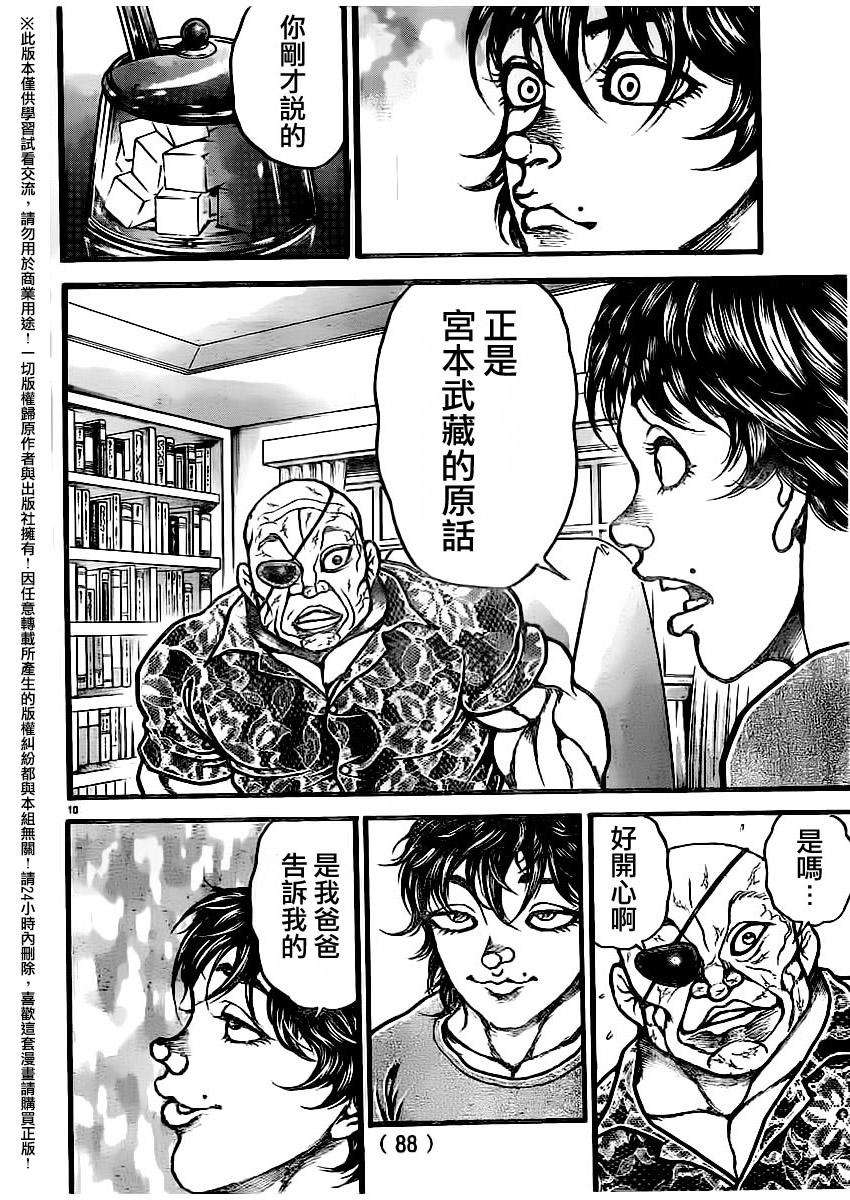 ※此版本僅供學習試看交流，請勿用於商業用途！一切版權歸原作者與出版社擁有！因任意轉載所產生的版權糾紛都與本組無關！請24小時內刪除，喜歡這套漫畫請購買正版！
你剛才説的
正是
宮本武藏的原話
10
是嗎…
好開心啊
是我爸爸
告訴我的
( 88 )